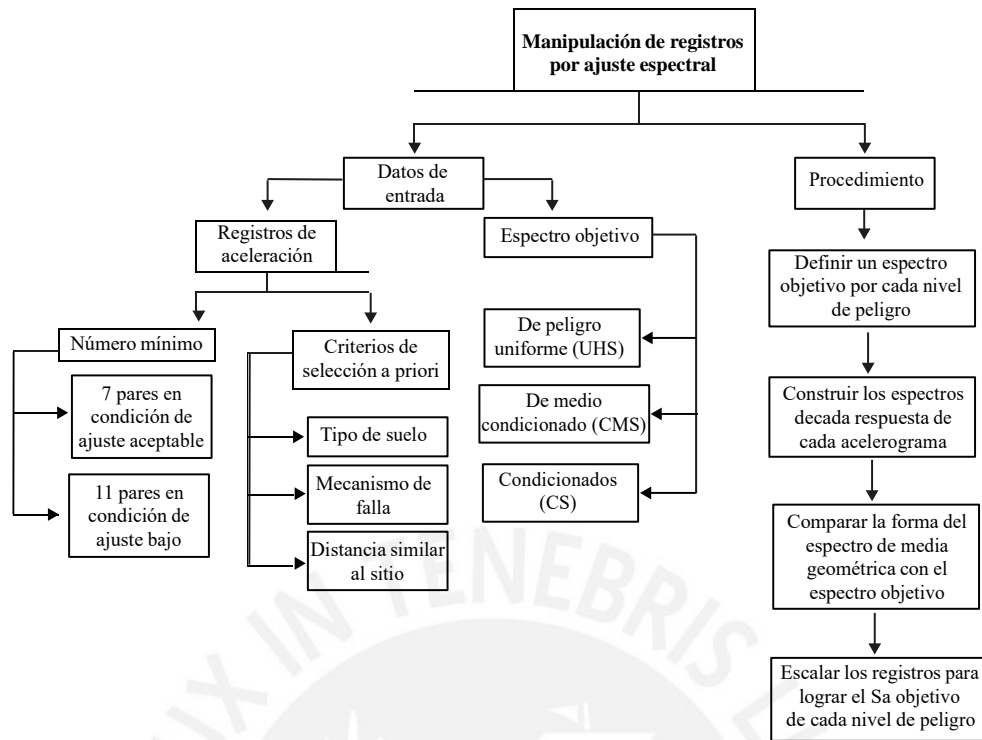 Manipulación de registros
por ajuste espectral
Datos de
entrada
Procedimiento
Registros de
aceleración
Espectro objetivo
Número mínimo
Criterios de
selección a priori
7 pares en
condición de
ajuste aceptable
11 pares en
condición de
ajuste bajo
Tipo de suelo
Mecanismo de
falla
Distancia similar
al sitio
De peligro
uniforme (UHS)
De medio
condicionado (CMS)
Condicionados
(CS)
Definir un espectro
objetivo por cada nivel
de peligro
Construir los espectros
decada respuesta de
cada acelerograma
Comparar la forma del
espectro de media
geométrica con el
espectro objetivo
Escalar los registros para
lograr el Sa objetivo
de cada nivel de peligro
IN TENEBRIS